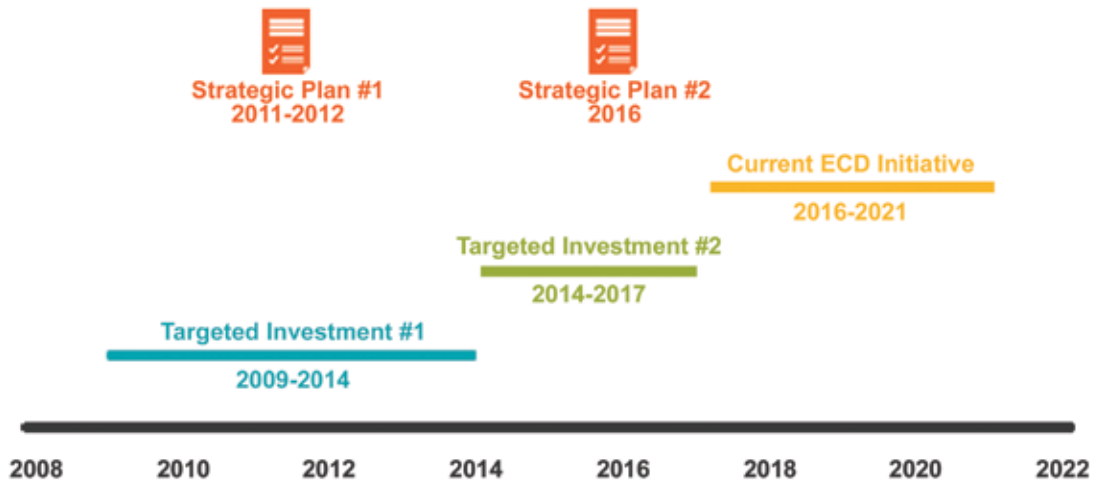 Strategic Plan #1
2011-2012
Strategic Plan #2
2016
Current ECD Initiative
2016-2021
Targeted Investment #2
2014-2017
Targeted Investment #1
2009-2014
2008 2010 2012 2014 2016 2018 2020 2022